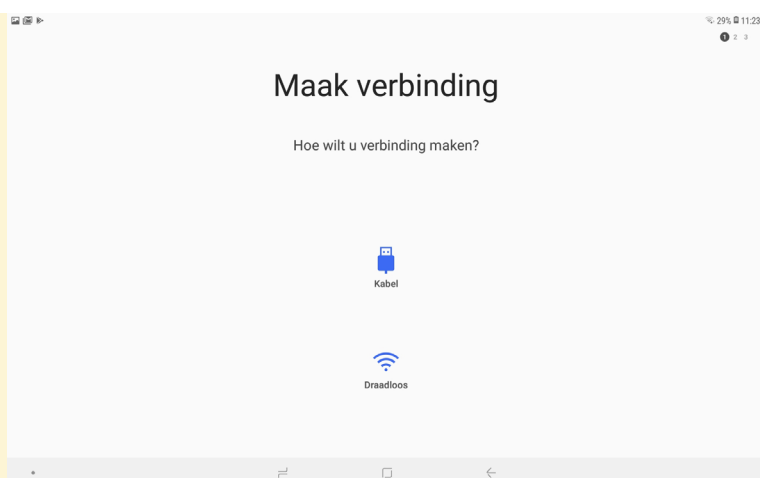 29% 11:23
1 2 3
Maak verbinding
Hoe wilt u verbinding maken?
Kabel
Draadloos